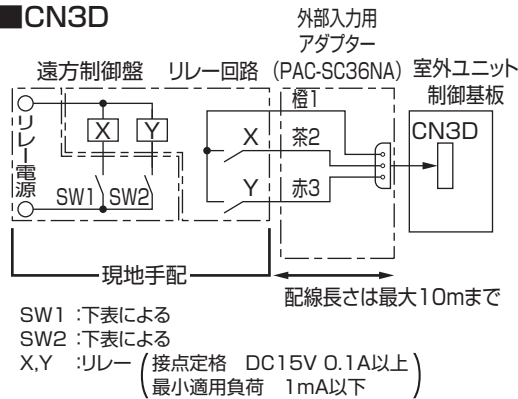 ■CN3D
外部入力用
アダプター
(PAC-SC36NA)
遠方制御盤
リレー回路
室外ユニット
制御基板
橙1
CN3D
リレー電源
X
Y
X
茶2
SW1
SW2
Y
赤3
現地手配
配線長さは最大10mまで
SW1:下表による
SW2:下表による
X,Y:リレー(接点定格 DC15V 0.1A以上
最小適用負荷 1mA以下)